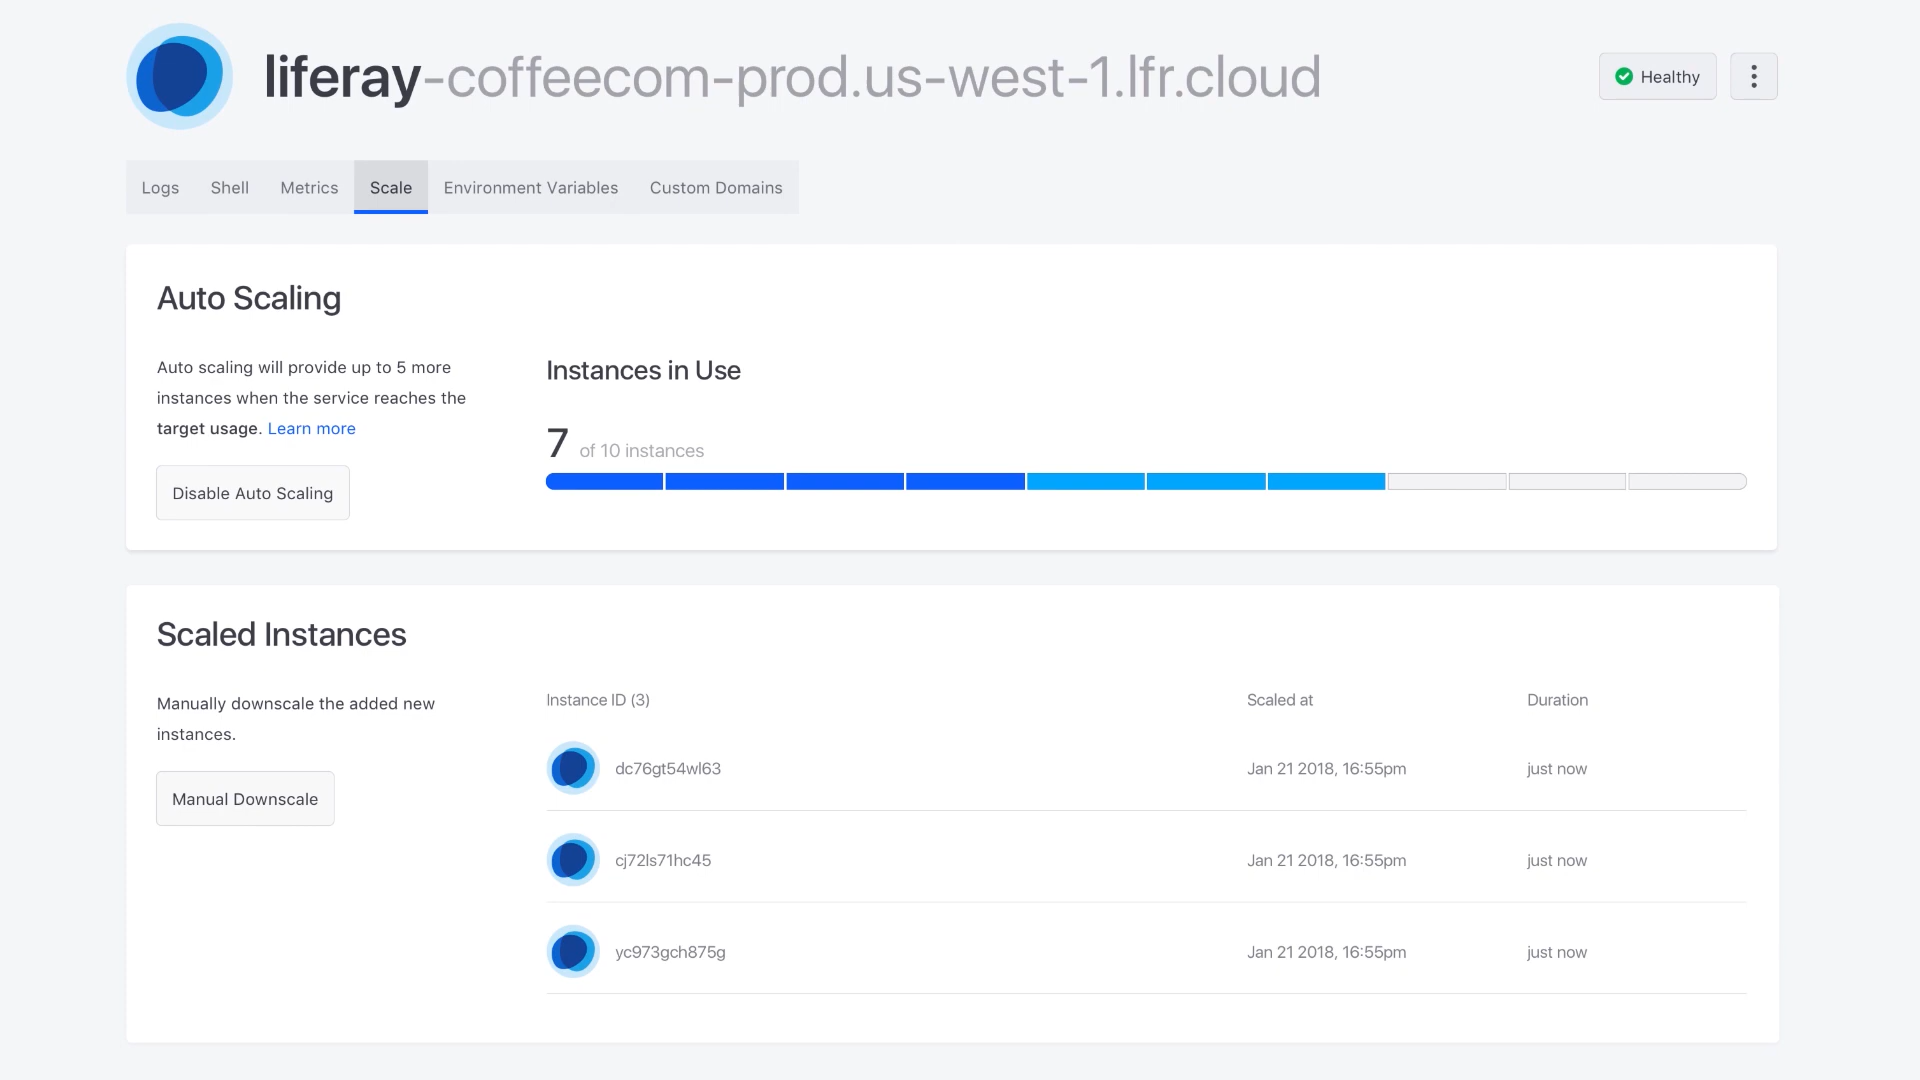 liferay-coffeecom-prod.us-west-1.lfr.cloud
Healthy
Logs Shell Metrics Scale Environment Variables Custom Domains
Auto Scaling
Auto scaling will provide up to 5 more
instances when the service reaches the
target usage. Learn more
Disable Auto Scaling
Instances in Use
7 of 10 instances
Scaled Instances
Manually downscale the added new
instances.
Manual Downscale
Instance ID (3) Scaled at Duration
dc76gt54wl63 Jan 21 2018, 16:55pm just now
cj72ls71hc45 Jan 21 2018, 16:55pm just now
yc973gch875g Jan 21 2018, 16:55pm just now